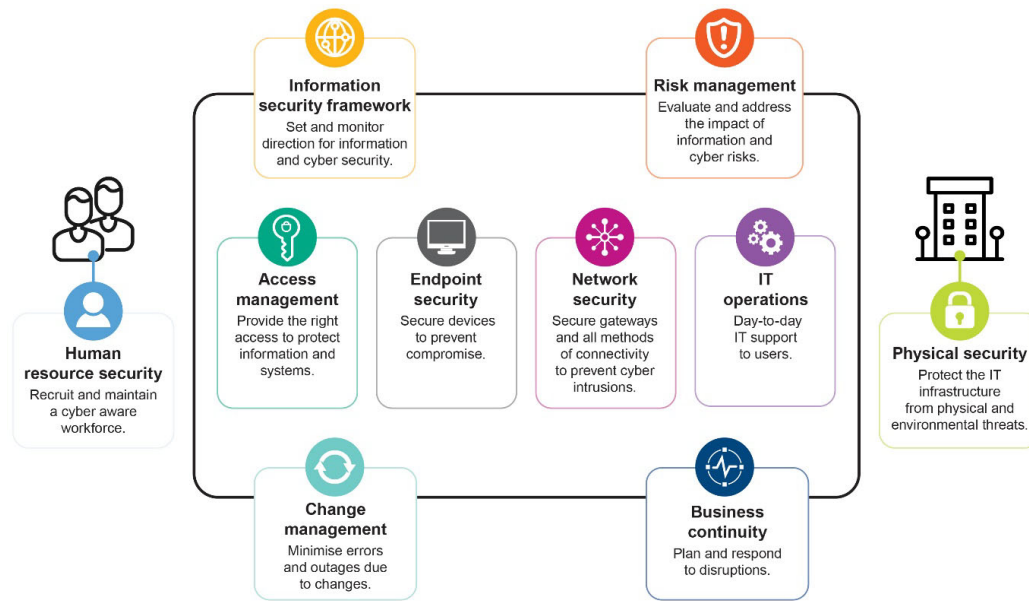 Information
security framework
Set and monitor
direction for information
and cyber security.
Risk management
Evaluate and address
the impact of
information and
cyber risks.
Human
resource security
Recruit and maintain
a cyber aware
workforce.
Access
management
Provide the right
access to protect
information and
systems.
Endpoint
security
Secure devices
to prevent
compromise.
Network
security
Secure gateways
and all methods
of connectivity
to prevent cyber
intrusions.
IT
operations
Day-to-day
IT support
to users.
Physical security
Protect the IT
infrastructure
from physical and
environmental threats.
Change
management
Minimise errors
and outages due
to changes.
Business
continuity
Plan and respond
to disruptions.